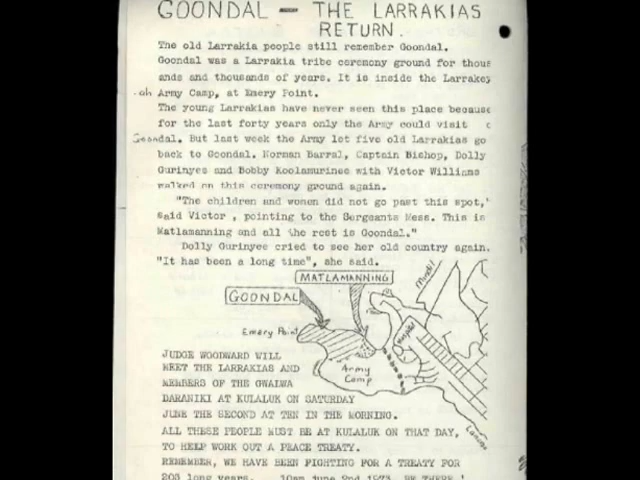 GOONDAL — THE LARRAKIAS
RETURN.
The old Larrakia people still remember Goondal.
Goondal was a Larrakia tribe ceremony ground for thous
ands and thousands of years. It is inside the Larrakey
-ah Army Camp, at Emery Point.
The young Larrakias have never seen this place because
for the last forty years only the Army could visit
Goondal. But last week the Army let five old Larrakias go
back to Goondal. Norman Barral, Captain Bishop, Dolly
Gurinyee and Bobby Koolamurinee with Victor Williams
walked on this ceremony ground again.
"The children and women did not go past this spot,'
said Victor , pointing to the Sergeants Mess. This is
Matlamanning and all the rest is Goondal."
Dolly Gurinyee cried to see her old country again.
"It has been a long time", she said.
MATLAMANNING
GOONDAL
Mindil
Emery Point
Hospital
Army
Camp
JUDGE WOODWARD WILL
MEET THE LARRAKIAS AND
MEMBERS OF THE GWALWA
DARANIKI AT KULALUK ON SATURDAY
JUNE THE SECOND AT TEN IN THE MORNING.
ALL THESE PEOPLE MUST BE AT KULALUK ON THAT DAY,
TO HELP WORK OUT A PEACE TREATY.
REMEMBER, WE HAVE BEEN FIGHTING FOR A TREATY FOR
200 long years. 10am June 2nd 1973 BE THERE !